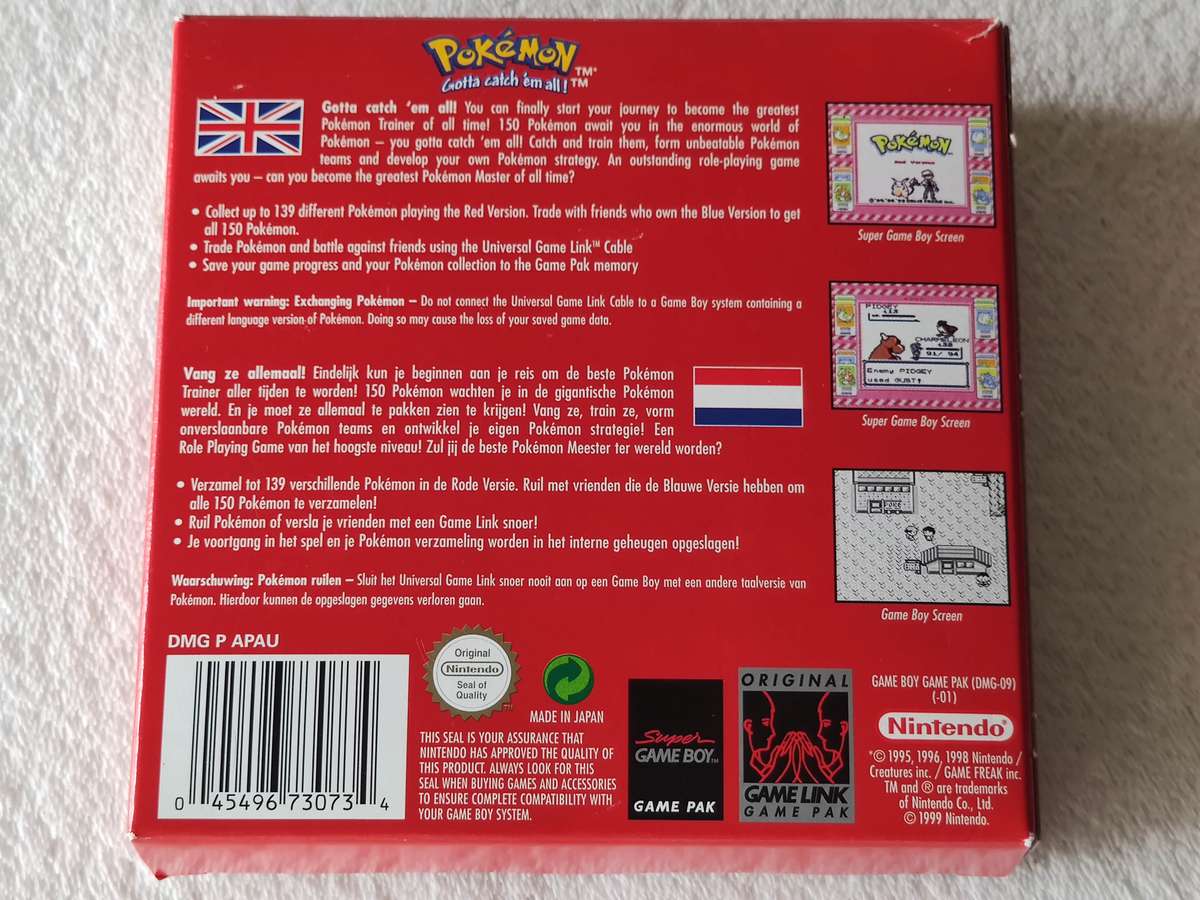 POKéMON™
Gotta catch 'em all!™
Gotta catch 'em all! You can finally start your journey to become the greatest
Pokémon Trainer of all time! 150 Pokémon await you in the enormous world of
Pokémon – you gotta catch 'em all! Catch and train them, form unbeatable Pokémon
teams and develop your own Pokémon strategy. An outstanding role-playing game
awaits you – can you become the greatest Pokémon Master of all time?
• Collect up to 139 different Pokémon playing the Red Version. Trade with friends who own the Blue Version to get
all 150 Pokémon.
• Trade Pokémon and battle against friends using the Universal Game Link™ Cable
• Save your game progress and your Pokémon collection to the Game Pak memory
Important warning: Exchanging Pokémon – Do not connect the Universal Game Link Cable to a Game Boy system containing a
different language version of Pokémon. Doing so may cause the loss of your saved game data.
Vang ze allemaal! Eindelijk kun je beginnen aan je reis om de beste Pokémon
Trainer aller tijden te worden! 150 Pokémon wachten je in de gigantische Pokémon
wereld. En je moet ze allemaal te pakken zien te krijgen! Vang ze, train ze, vorm
onverslaanbare Pokémon teams en ontwikkel je eigen Pokémon strategie! Een
Role Playing Game van het hoogste niveau! Zul jij de beste Pokémon Meester ter wereld worden?
• Verzamel tot 139 verschillende Pokémon in de Rode Versie. Ruil met vrienden die de Blauwe Versie hebben om
alle 150 Pokémon te verzamelen!
• Ruil Pokémon of versla je vrienden met een Game Link snoer!
• Je voortgang in het spel en je Pokémon verzameling worden in het interne geheugen opgeslagen!
Waarschuwing: Pokémon ruilen – Sluit het Universal Game Link snoer nooit aan op een Game Boy met een andere taalversie van
Pokémon. Hierdoor kunnen de opgeslagen gegevens verloren gaan.
POKéMON
Red Version
Super Game Boy Screen
PIDGEY
:L13
CHARMELEON
:L38
91/ 94
Enemy PIDGEY
used GUST!
Super Game Boy Screen
POKé
Game Boy Screen
DMG P APAU
0 45496 73073 4
Original
Nintendo
Seal of
Quality
TM
MADE IN JAPAN
THIS SEAL IS YOUR ASSURANCE THAT
NINTENDO HAS APPROVED THE QUALITY OF
THIS PRODUCT. ALWAYS LOOK FOR THIS
SEAL WHEN BUYING GAMES AND ACCESSORIES
TO ENSURE COMPLETE COMPATIBILITY WITH
YOUR GAME BOY SYSTEM.
Super
GAME BOY™
GAME PAK
ORIGINAL
GAME LINK
GAME PAK
GAME BOY GAME PAK (DMG-09)
(-01)
Nintendo®
*© 1995, 1996, 1998 Nintendo /
Creatures inc. / GAME FREAK inc.
TM and ® are trademarks
of Nintendo Co., Ltd.
© 1999 Nintendo.